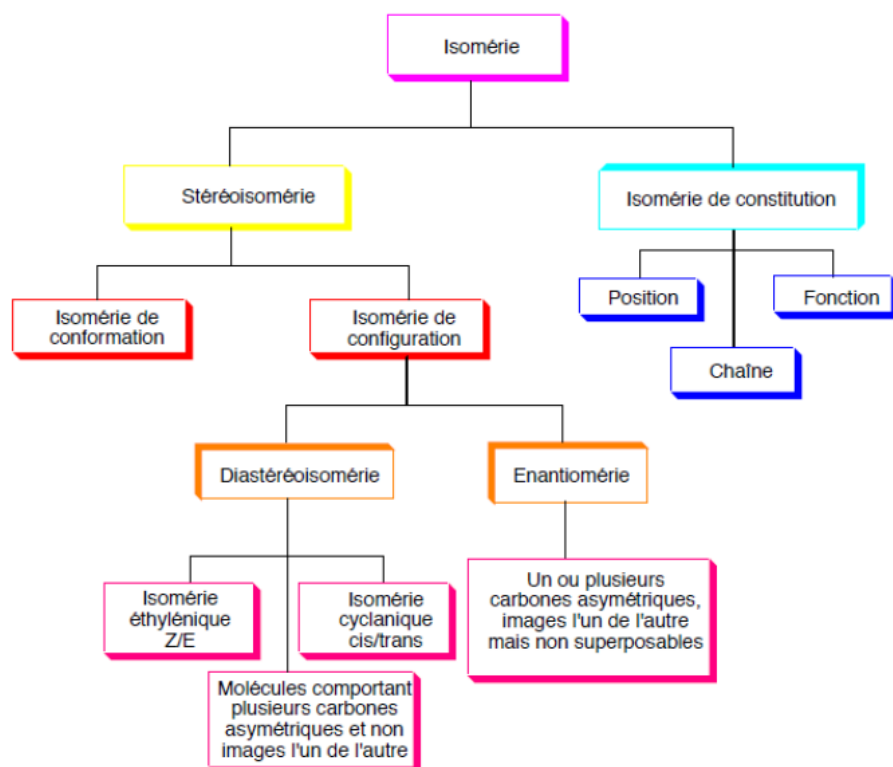 Isomérie
Stéréoisomérie
Isomérie de constitution
Position
Fonction
Chaîne
Isomérie de
conformation
Isomérie de
configuration
Diastéréoisomérie
Enantiomérie
Isomérie
éthylénique
Z/E
Isomérie
cyclanique
cis/trans
Un ou plusieurs
carbones asymétriques,
images l'un de l'autre
mais non superposables
Molécules comportant
plusieurs carbones
asymétriques et non
images l'un de l'autre